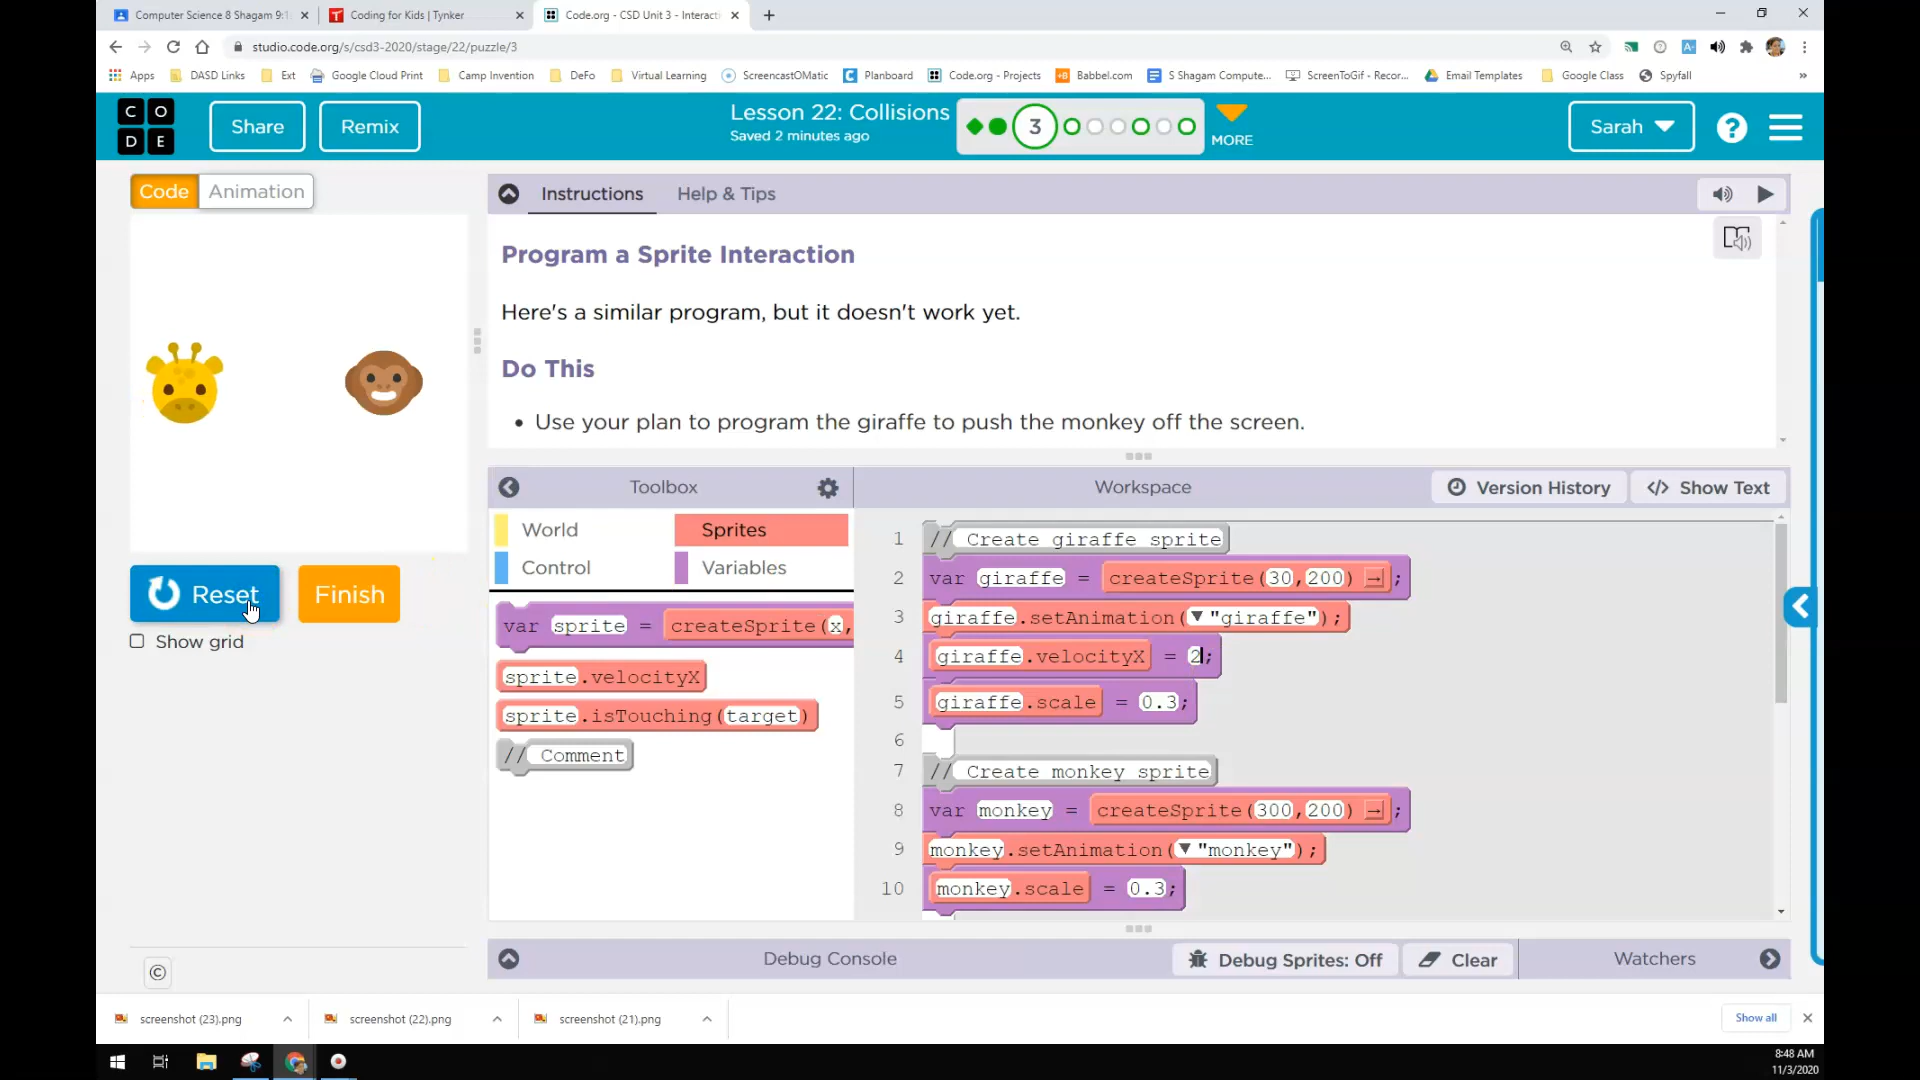 Computer Science 8 Shagam 9:1
Coding for Kids | Tynker
Code.org - CSD Unit 3 - Interacti
studio.code.org/s/csd3-2020/stage/22/puzzle/3
Apps
DASD Links
Ext
Google Cloud Print
Camp Invention
DeFo
Virtual Learning
ScreencastOMatic
Planboard
Code.org - Projects
Babbel.com
S Shagam Compute...
ScreenToGif - Recor...
Email Templates
Google Class
Spyfall
»
C O D E
Share
Remix
Lesson 22: Collisions
Saved 2 minutes ago
3
MORE
Sarah
?
Code
Animation
Instructions
Help & Tips
Program a Sprite Interaction
Here's a similar program, but it doesn't work yet.
Do This
• Use your plan to program the giraffe to push the monkey off the screen.
Reset
Finish
Show grid
Toolbox
Workspace
Version History
</> Show Text
World
Sprites
Control
Variables
var sprite = createSprite(x,
sprite.velocityX
sprite.isTouching(target)
// Comment
1 // Create giraffe sprite
2 var giraffe = createSprite(30,200) → ;
3 giraffe.setAnimation(▼ "giraffe");
4 giraffe.velocityX = 2;
5 giraffe.scale = 0.3;
6
7 // Create monkey sprite
8 var monkey = createSprite(300,200) → ;
9 monkey.setAnimation(▼ "monkey");
10 monkey.scale = 0.3;
©
Debug Console
Debug Sprites: Off
Clear
Watchers
screenshot (23).png
screenshot (22).png
screenshot (21).png
Show all
8:48 AM
11/3/2020